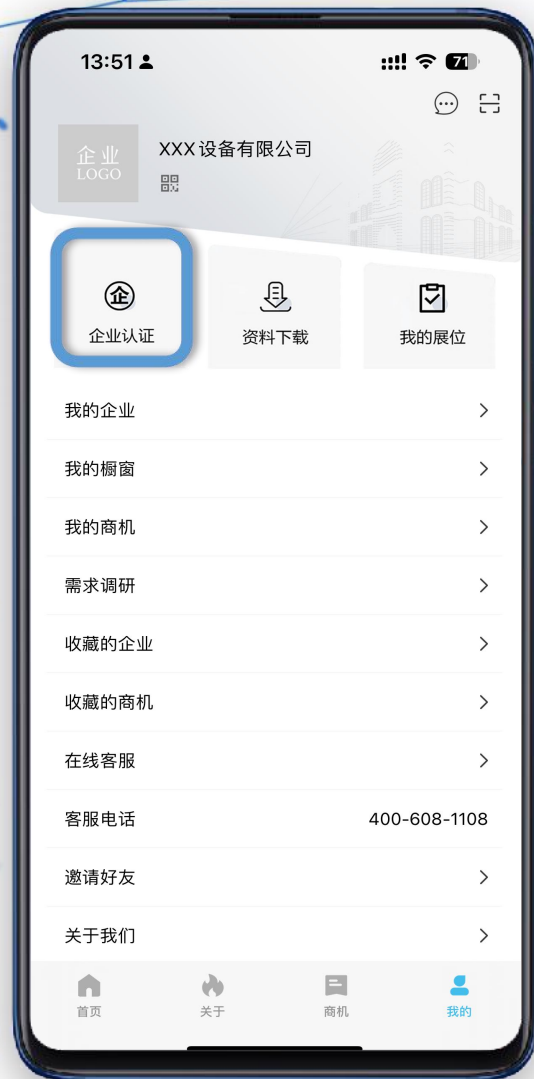 13:51
71
企业
LOGO
XXX设备有限公司
企
企业认证
资料下载
我的展位
我的企业
我的橱窗
我的商机
需求调研
收藏的企业
收藏的商机
在线客服
客服电话
400-608-1108
邀请好友
关于我们
首页
关于
商机
我的